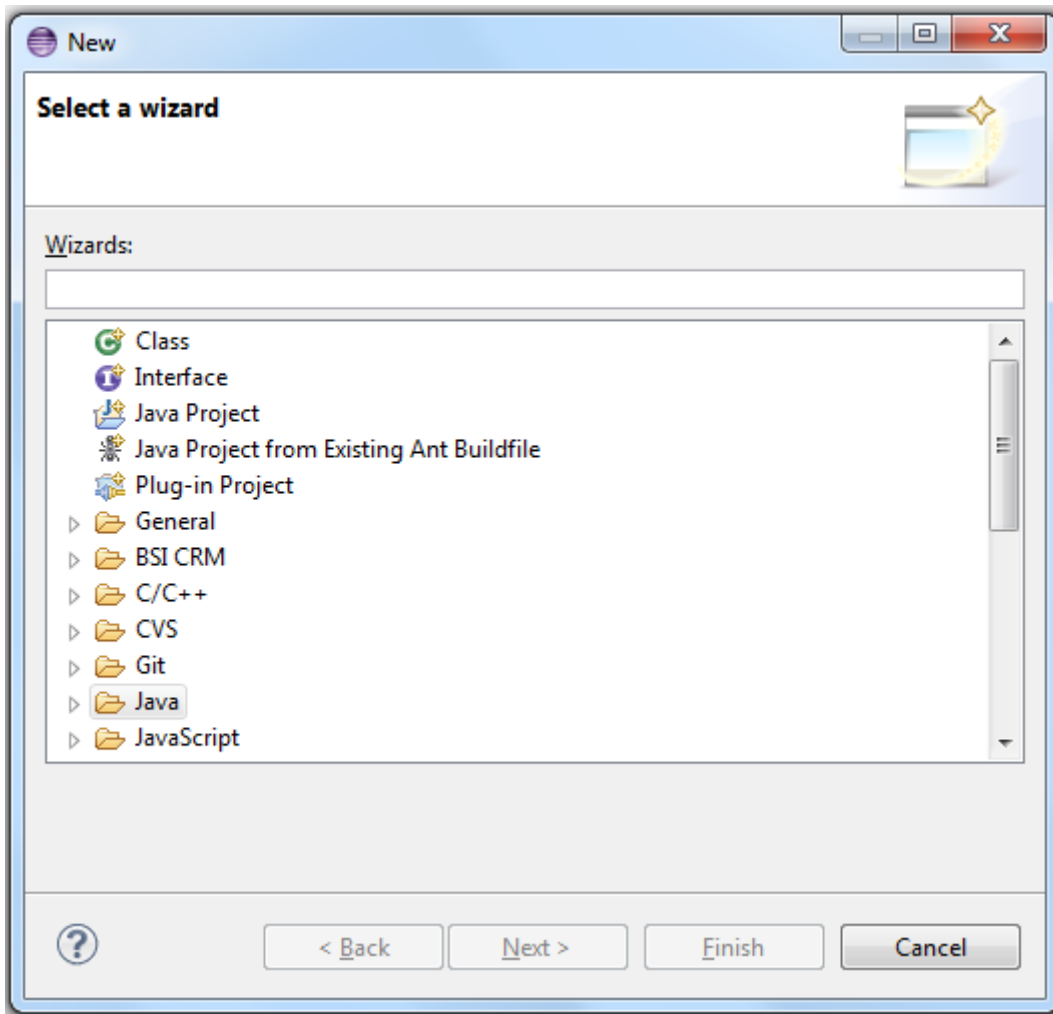 New
Select a wizard
Wizards:
Class
Interface
Java Project
Java Project from Existing Ant Buildfile
Plug-in Project
General
BSI CRM
C/C++
CVS
Git
Java
JavaScript
? < Back Next > Finish Cancel